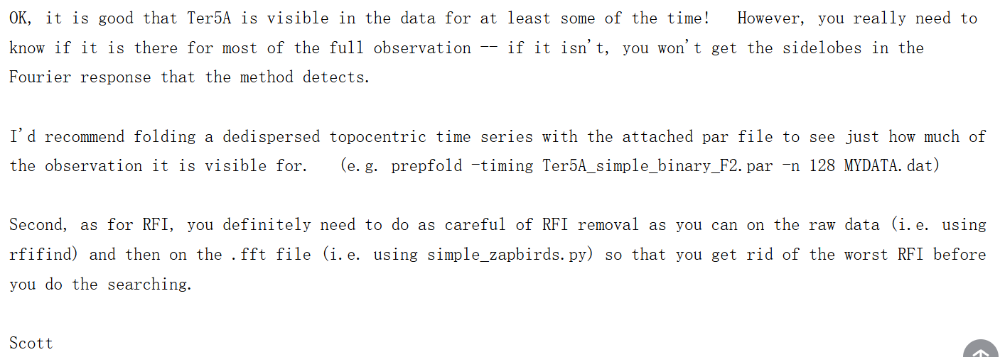 OK, it is good that Ter5A is visible in the data for at least some of the time!   However, you really need to
know if it is there for most of the full observation -- if it isn't, you won't get the sidelobes in the
Fourier response that the method detects.
I'd recommend folding a dedispersed topocentric time series with the attached par file to see just how much of
the observation it is visible for.   (e.g. prepfold -timing Ter5A_simple_binary_F2.par -n 128 MYDATA.dat)
Second, as for RFI, you definitely need to do as careful of RFI removal as you can on the raw data (i.e. using
rfifind) and then on the .fft file (i.e. using simple_zapbirds.py) so that you get rid of the worst RFI before
you do the searching.
Scott